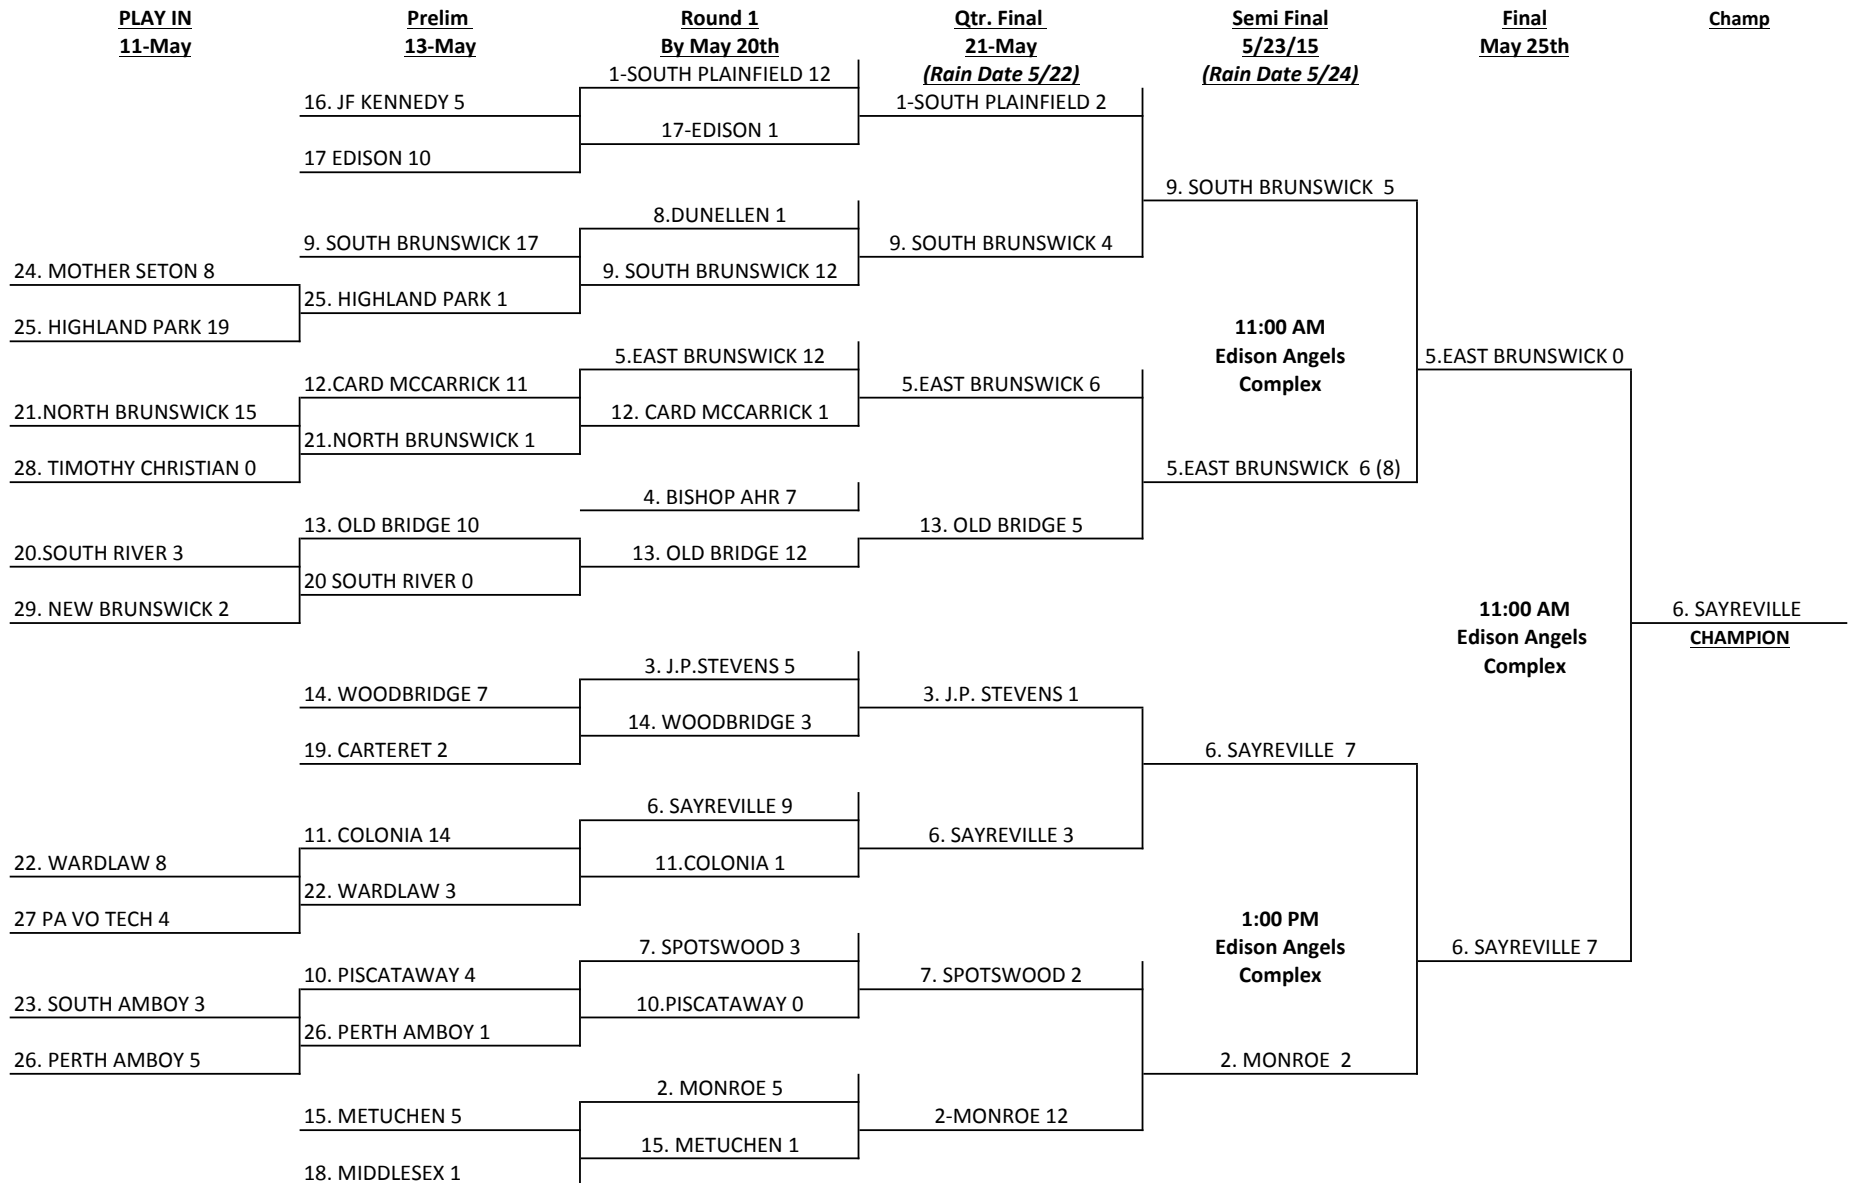 PLAY IN
11-May
Prelim
13-May
Round 1
By May 20th
Qtr. Final
21-May
(Rain Date 5/22)
Semi Final
5/23/15
(Rain Date 5/24)
Final
May 25th
Champ
24. MOTHER SETON 8
25. HIGHLAND PARK 19
21.NORTH BRUNSWICK 15
28. TIMOTHY CHRISTIAN 0
20.SOUTH RIVER 3
29. NEW BRUNSWICK 2
22. WARDLAW 8
27 PA VO TECH 4
23. SOUTH AMBOY 3
26. PERTH AMBOY 5
16. JF KENNEDY 5
17 EDISON 10
9. SOUTH BRUNSWICK 17
25. HIGHLAND PARK 1
12.CARD MCCARRICK 11
21.NORTH BRUNSWICK 1
13. OLD BRIDGE 10
20 SOUTH RIVER 0
14. WOODBRIDGE 7
19. CARTERET 2
11. COLONIA 14
22. WARDLAW 3
10. PISCATAWAY 4
26. PERTH AMBOY 1
15. METUCHEN 5
18. MIDDLESEX 1
1-SOUTH PLAINFIELD 12
17-EDISON 1
8.DUNELLEN 1
9. SOUTH BRUNSWICK 12
5.EAST BRUNSWICK 12
12. CARD MCCARRICK 1
4. BISHOP AHR 7
13. OLD BRIDGE 12
3. J.P.STEVENS 5
14. WOODBRIDGE 3
6. SAYREVILLE 9
11.COLONIA 1
7. SPOTSWOOD 3
10.PISCATAWAY 0
2. MONROE 5
15. METUCHEN 1
1-SOUTH PLAINFIELD 2
9. SOUTH BRUNSWICK 4
5.EAST BRUNSWICK 6
13. OLD BRIDGE 5
3. J.P. STEVENS 1
6. SAYREVILLE 3
7. SPOTSWOOD 2
2-MONROE 12
9. SOUTH BRUNSWICK 5
11:00 AM
Edison Angels
Complex
5.EAST BRUNSWICK 6 (8)
6. SAYREVILLE 7
1:00 PM
Edison Angels
Complex
2. MONROE 2
5.EAST BRUNSWICK 0
11:00 AM
Edison Angels
Complex
6. SAYREVILLE 7
6. SAYREVILLE
CHAMPION